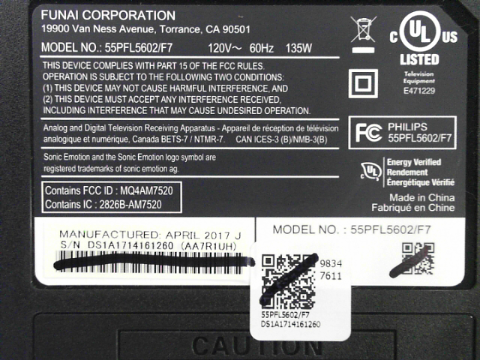 FUNAI CORPORATION
19900 Van Ness Avenue, Torrance, CA 90501
MODEL NO.: 55PFL5602/F7 120V~ 60Hz 135W
THIS DEVICE COMPLIES WITH PART 15 OF THE FCC RULES.
OPERATION IS SUBJECT TO THE FOLLOWING TWO CONDITIONS:
(1) THIS DEVICE MAY NOT CAUSE HARMFUL INTERFERENCE, AND
(2) THIS DEVICE MUST ACCEPT ANY INTERFERENCE RECEIVED,
INCLUDING INTERFERENCE THAT MAY CAUSE UNDESIRED OPERATION.
Analog and Digital Television Receiving Apparatus - Appareil de réception de télévision
analogique et numérique, Canada BETS-7 / NTMR-7. CAN ICES-3 (B)/NMB-3(B)
Sonic Emotion and the Sonic Emotion logo symbol are
registered trademarks of sonic emotion ag.
Contains FCC ID : MQ4AM7520
Contains IC : 2826B-AM7520
c UL US
LISTED
Television
Equipment
E471229
FC PHILIPS
55PFL5602/F7
UL Energy Verified
Rendement
Énergétique Vérifié
Made in China
Fabriqué en Chine
MANUFACTURED: APRIL 2017 J
S/N DS1A1714161260 (AA7R1UH)
MODEL NO. : 55PFL5602/F7
9834
7611
55PFL5602/F7
DS1A1714161260
CAUTION